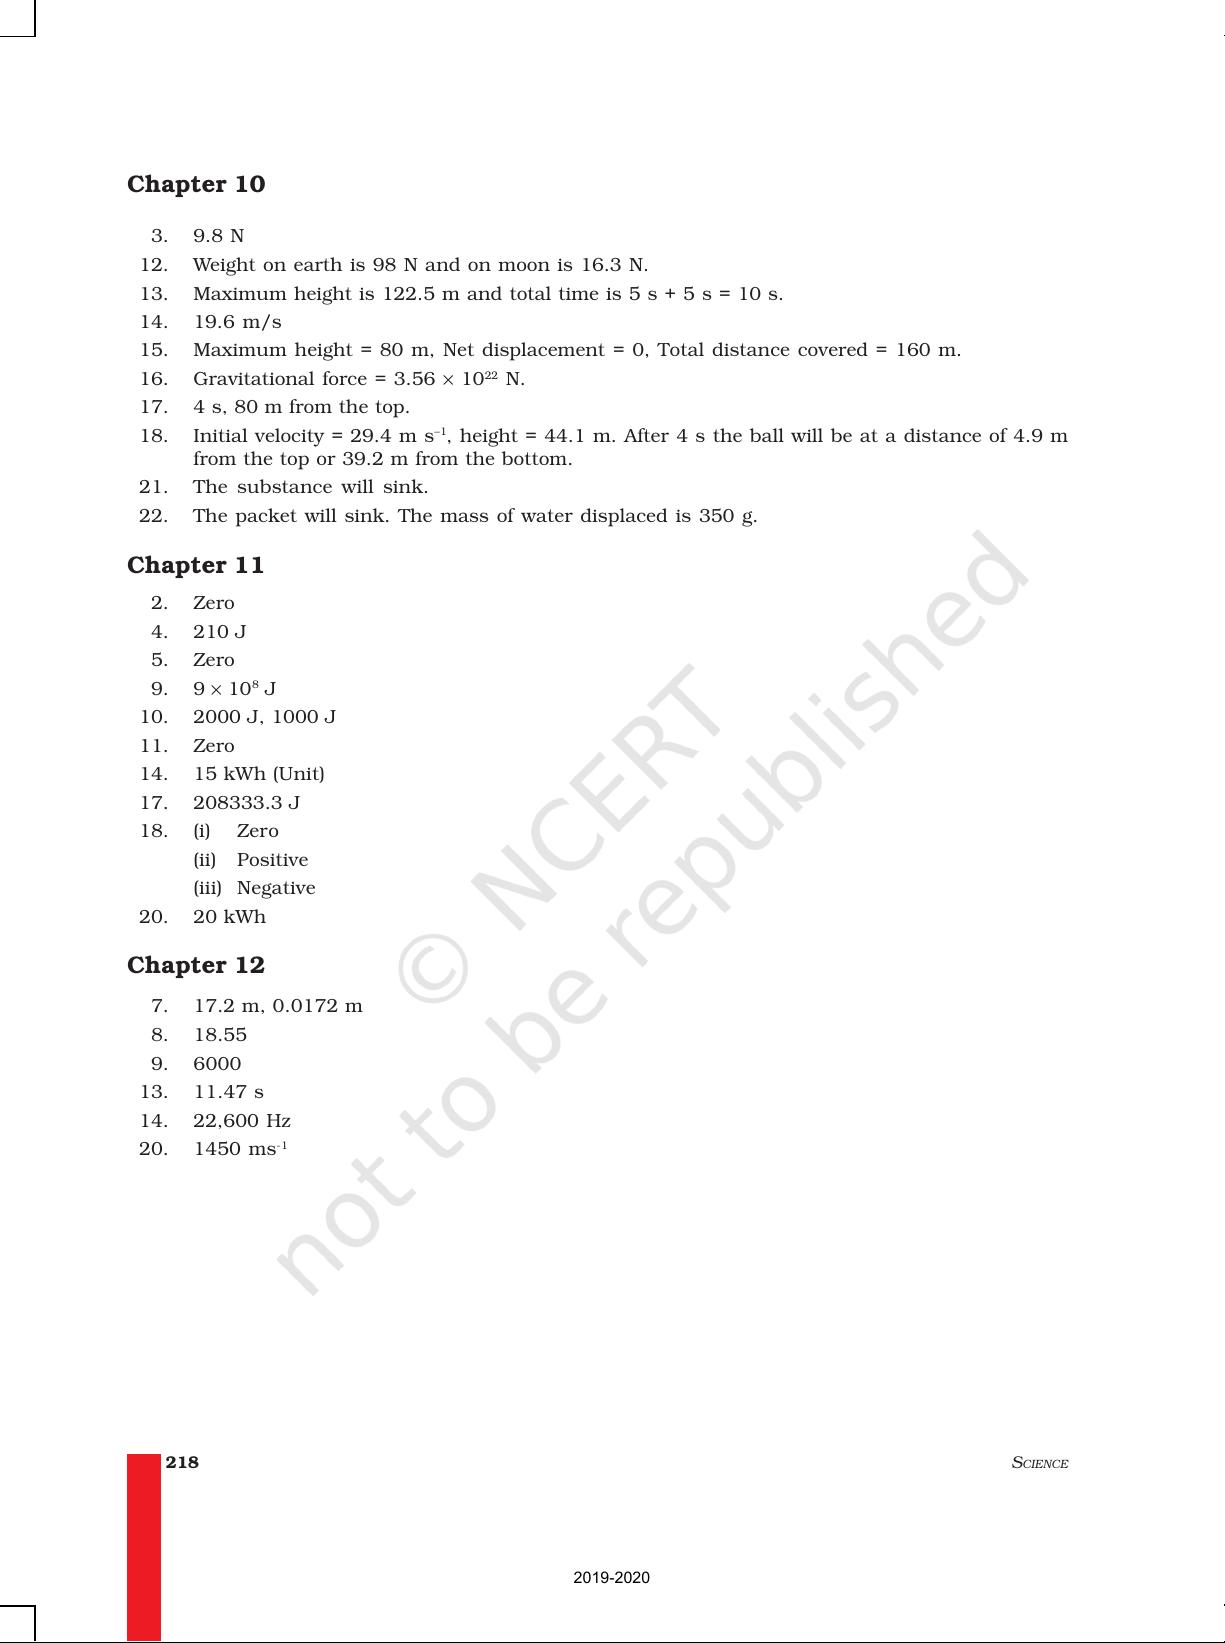 Chapter 10
3. 9.8 N
12. Weight on earth is 98 N and on moon is 16.3 N.
13. Maximum height is 122.5 m and total time is 5 s + 5 s = 10 s.
14. 19.6 m/s
15. Maximum height = 80 m, Net displacement = 0, Total distance covered = 160 m.
16. Gravitational force = 3.56 × 10²² N.
17. 4 s, 80 m from the top.
18. Initial velocity = 29.4 m s⁻¹, height = 44.1 m. After 4 s the ball will be at a distance of 4.9 m
from the top or 39.2 m from the bottom.
21. The substance will sink.
22. The packet will sink. The mass of water displaced is 350 g.
Chapter 11
2. Zero
4. 210 J
5. Zero
9. 9 × 10⁸ J
10. 2000 J, 1000 J
11. Zero
14. 15 kWh (Unit)
17. 208333.3 J
18. (i) Zero
(ii) Positive
(iii) Negative
20. 20 kWh
Chapter 12
7. 17.2 m, 0.0172 m
8. 18.55
9. 6000
13. 11.47 s
14. 22,600 Hz
20. 1450 ms⁻¹
© NCERT
not to be republished
218
SCIENCE
2019-2020